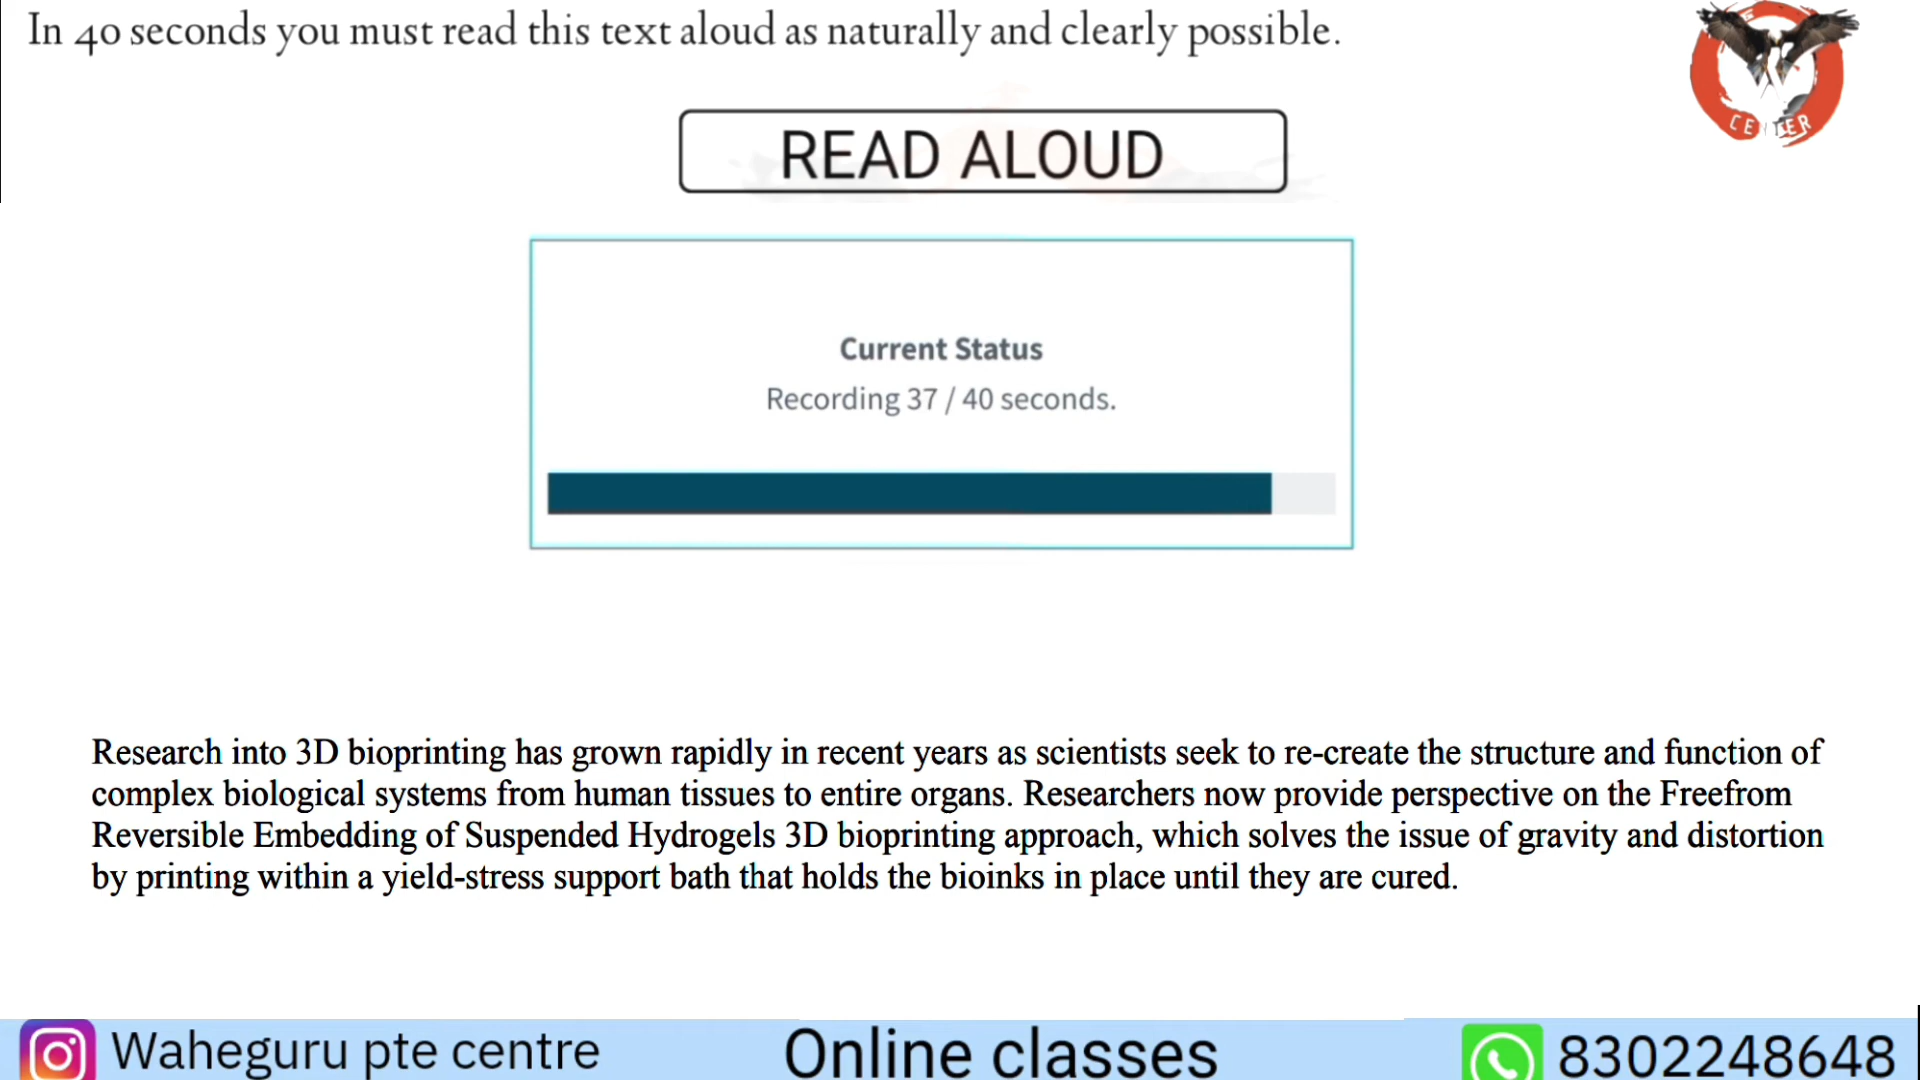 In 40 seconds you must read this text aloud as naturally and clearly possible.
READ ALOUD
Current Status
Recording 37 / 40 seconds.
Research into 3D bioprinting has grown rapidly in recent years as scientists seek to re-create the structure and function of
complex biological systems from human tissues to entire organs. Researchers now provide perspective on the Freefrom
Reversible Embedding of Suspended Hydrogels 3D bioprinting approach, which solves the issue of gravity and distortion
by printing within a yield-stress support bath that holds the bioinks in place until they are cured.
Waheguru pte centre
Online classes
8302248648